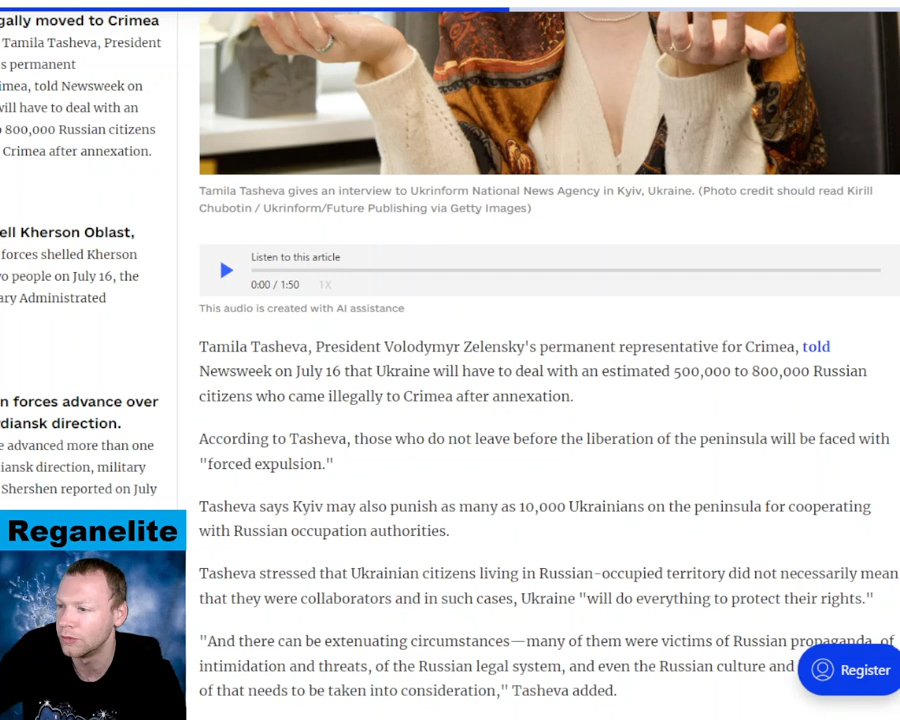 gally moved to Crimea
Tamila Tasheva, President
s permanent
imea, told Newsweek on
will have to deal with an
800,000 Russian citizens
Crimea after annexation.
ell Kherson Oblast,
forces shelled Kherson
vo people on July 16, the
ary Administrated
n forces advance over
diansk direction.
e advanced more than one
iansk direction, military
Shershen reported on July
Reganelite
Tamila Tasheva gives an interview to Ukrinform National News Agency in Kyiv, Ukraine. (Photo credit should read Kirill
Chubotin / Ukrinform/Future Publishing via Getty Images)
Listen to this article
0:00 / 1:50 1X
This audio is created with AI assistance
Tamila Tasheva, President Volodymyr Zelensky's permanent representative for Crimea, told
Newsweek on July 16 that Ukraine will have to deal with an estimated 500,000 to 800,000 Russian
citizens who came illegally to Crimea after annexation.
According to Tasheva, those who do not leave before the liberation of the peninsula will be faced with
"forced expulsion."
Tasheva says Kyiv may also punish as many as 10,000 Ukrainians on the peninsula for cooperating
with Russian occupation authorities.
Tasheva stressed that Ukrainian citizens living in Russian-occupied territory did not necessarily mean
that they were collaborators and in such cases, Ukraine "will do everything to protect their rights."
"And there can be extenuating circumstances—many of them were victims of Russian propaganda, of
intimidation and threats, of the Russian legal system, and even the Russian culture and
of that needs to be taken into consideration," Tasheva added.
Register